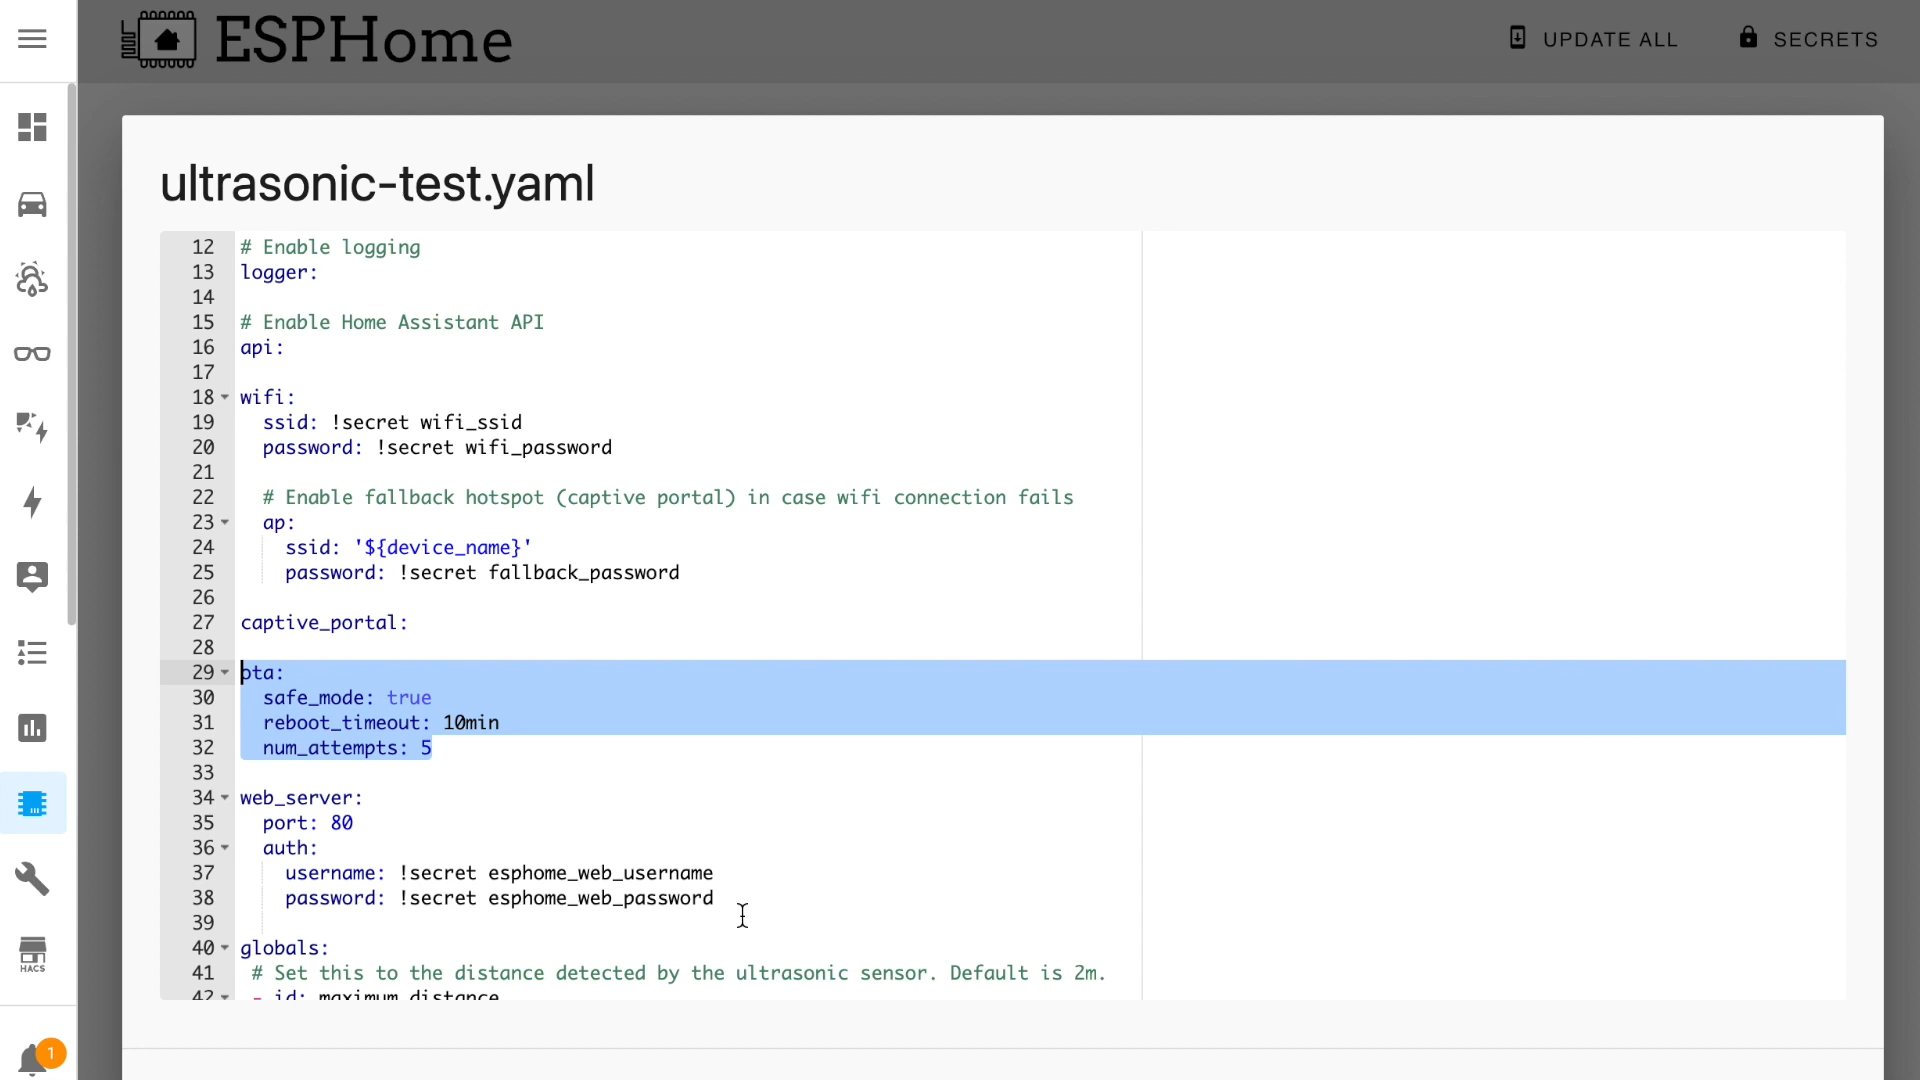 ESPHome
UPDATE ALL
SECRETS
ultrasonic-test.yaml
12 # Enable logging
13 logger:
14
15 # Enable Home Assistant API
16 api:
17
18 wifi:
19 ssid: !secret wifi_ssid
20 password: !secret wifi_password
21
22 # Enable fallback hotspot (captive portal) in case wifi connection fails
23 ap:
24 ssid: '${device_name}'
25 password: !secret fallback_password
26
27 captive_portal:
28
29 ota:
30 safe_mode: true
31 reboot_timeout: 10min
32 num_attempts: 5
33
34 web_server:
35 port: 80
36 auth:
37 username: !secret esphome_web_username
38 password: !secret esphome_web_password
39
40 globals:
41 # Set this to the distance detected by the ultrasonic sensor. Default is 2m.
42 - id: maximum_distance
HACS
1